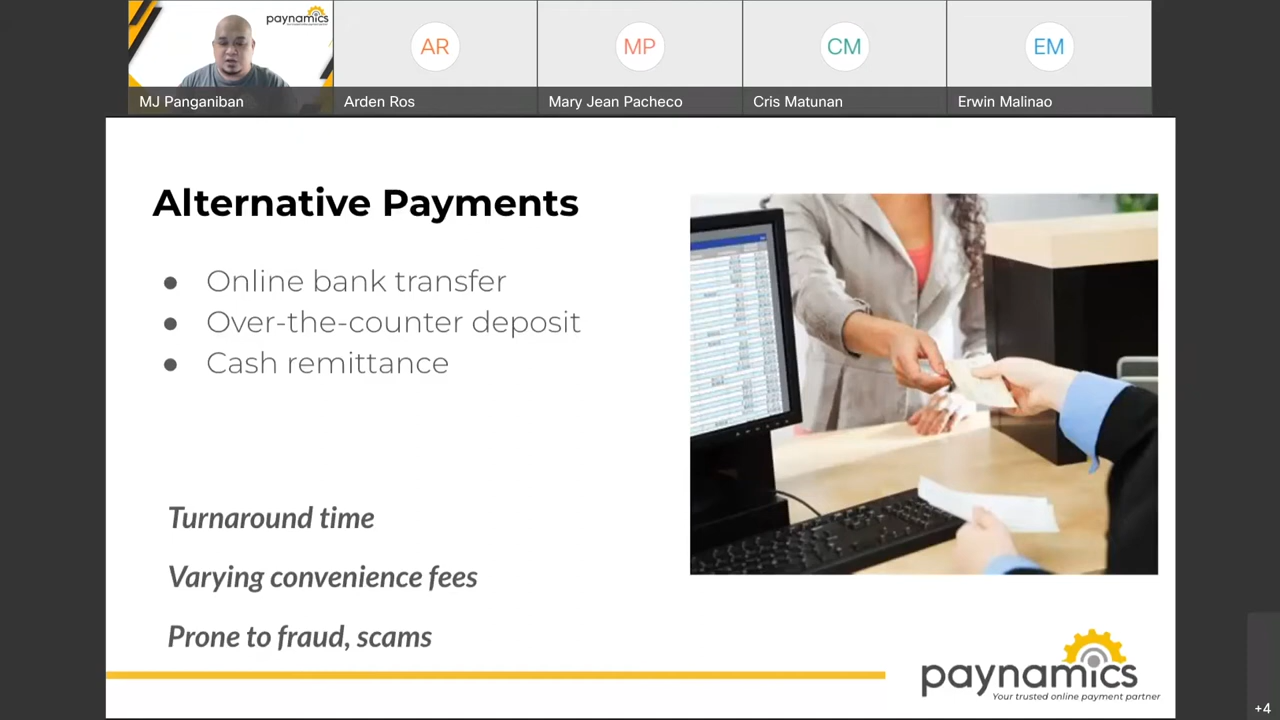 paynamics
AR
MP
CM
EM
MJ Panganiban
Arden Ros
Mary Jean Pacheco
Cris Matunan
Erwin Malinao
Alternative Payments
● Online bank transfer
● Over-the-counter deposit
● Cash remittance
Turnaround time
Varying convenience fees
Prone to fraud, scams
paynamics
Your trusted online payment partner
+4